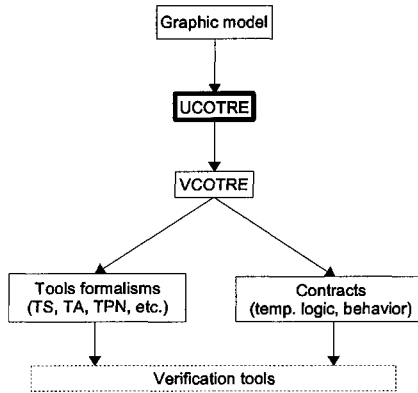 Graphic model
UCOTRE
VCOTRE
Tools formalisms
(TS, TA, TPN, etc.)
Contracts
(temp. logic, behavior)
Verification tools